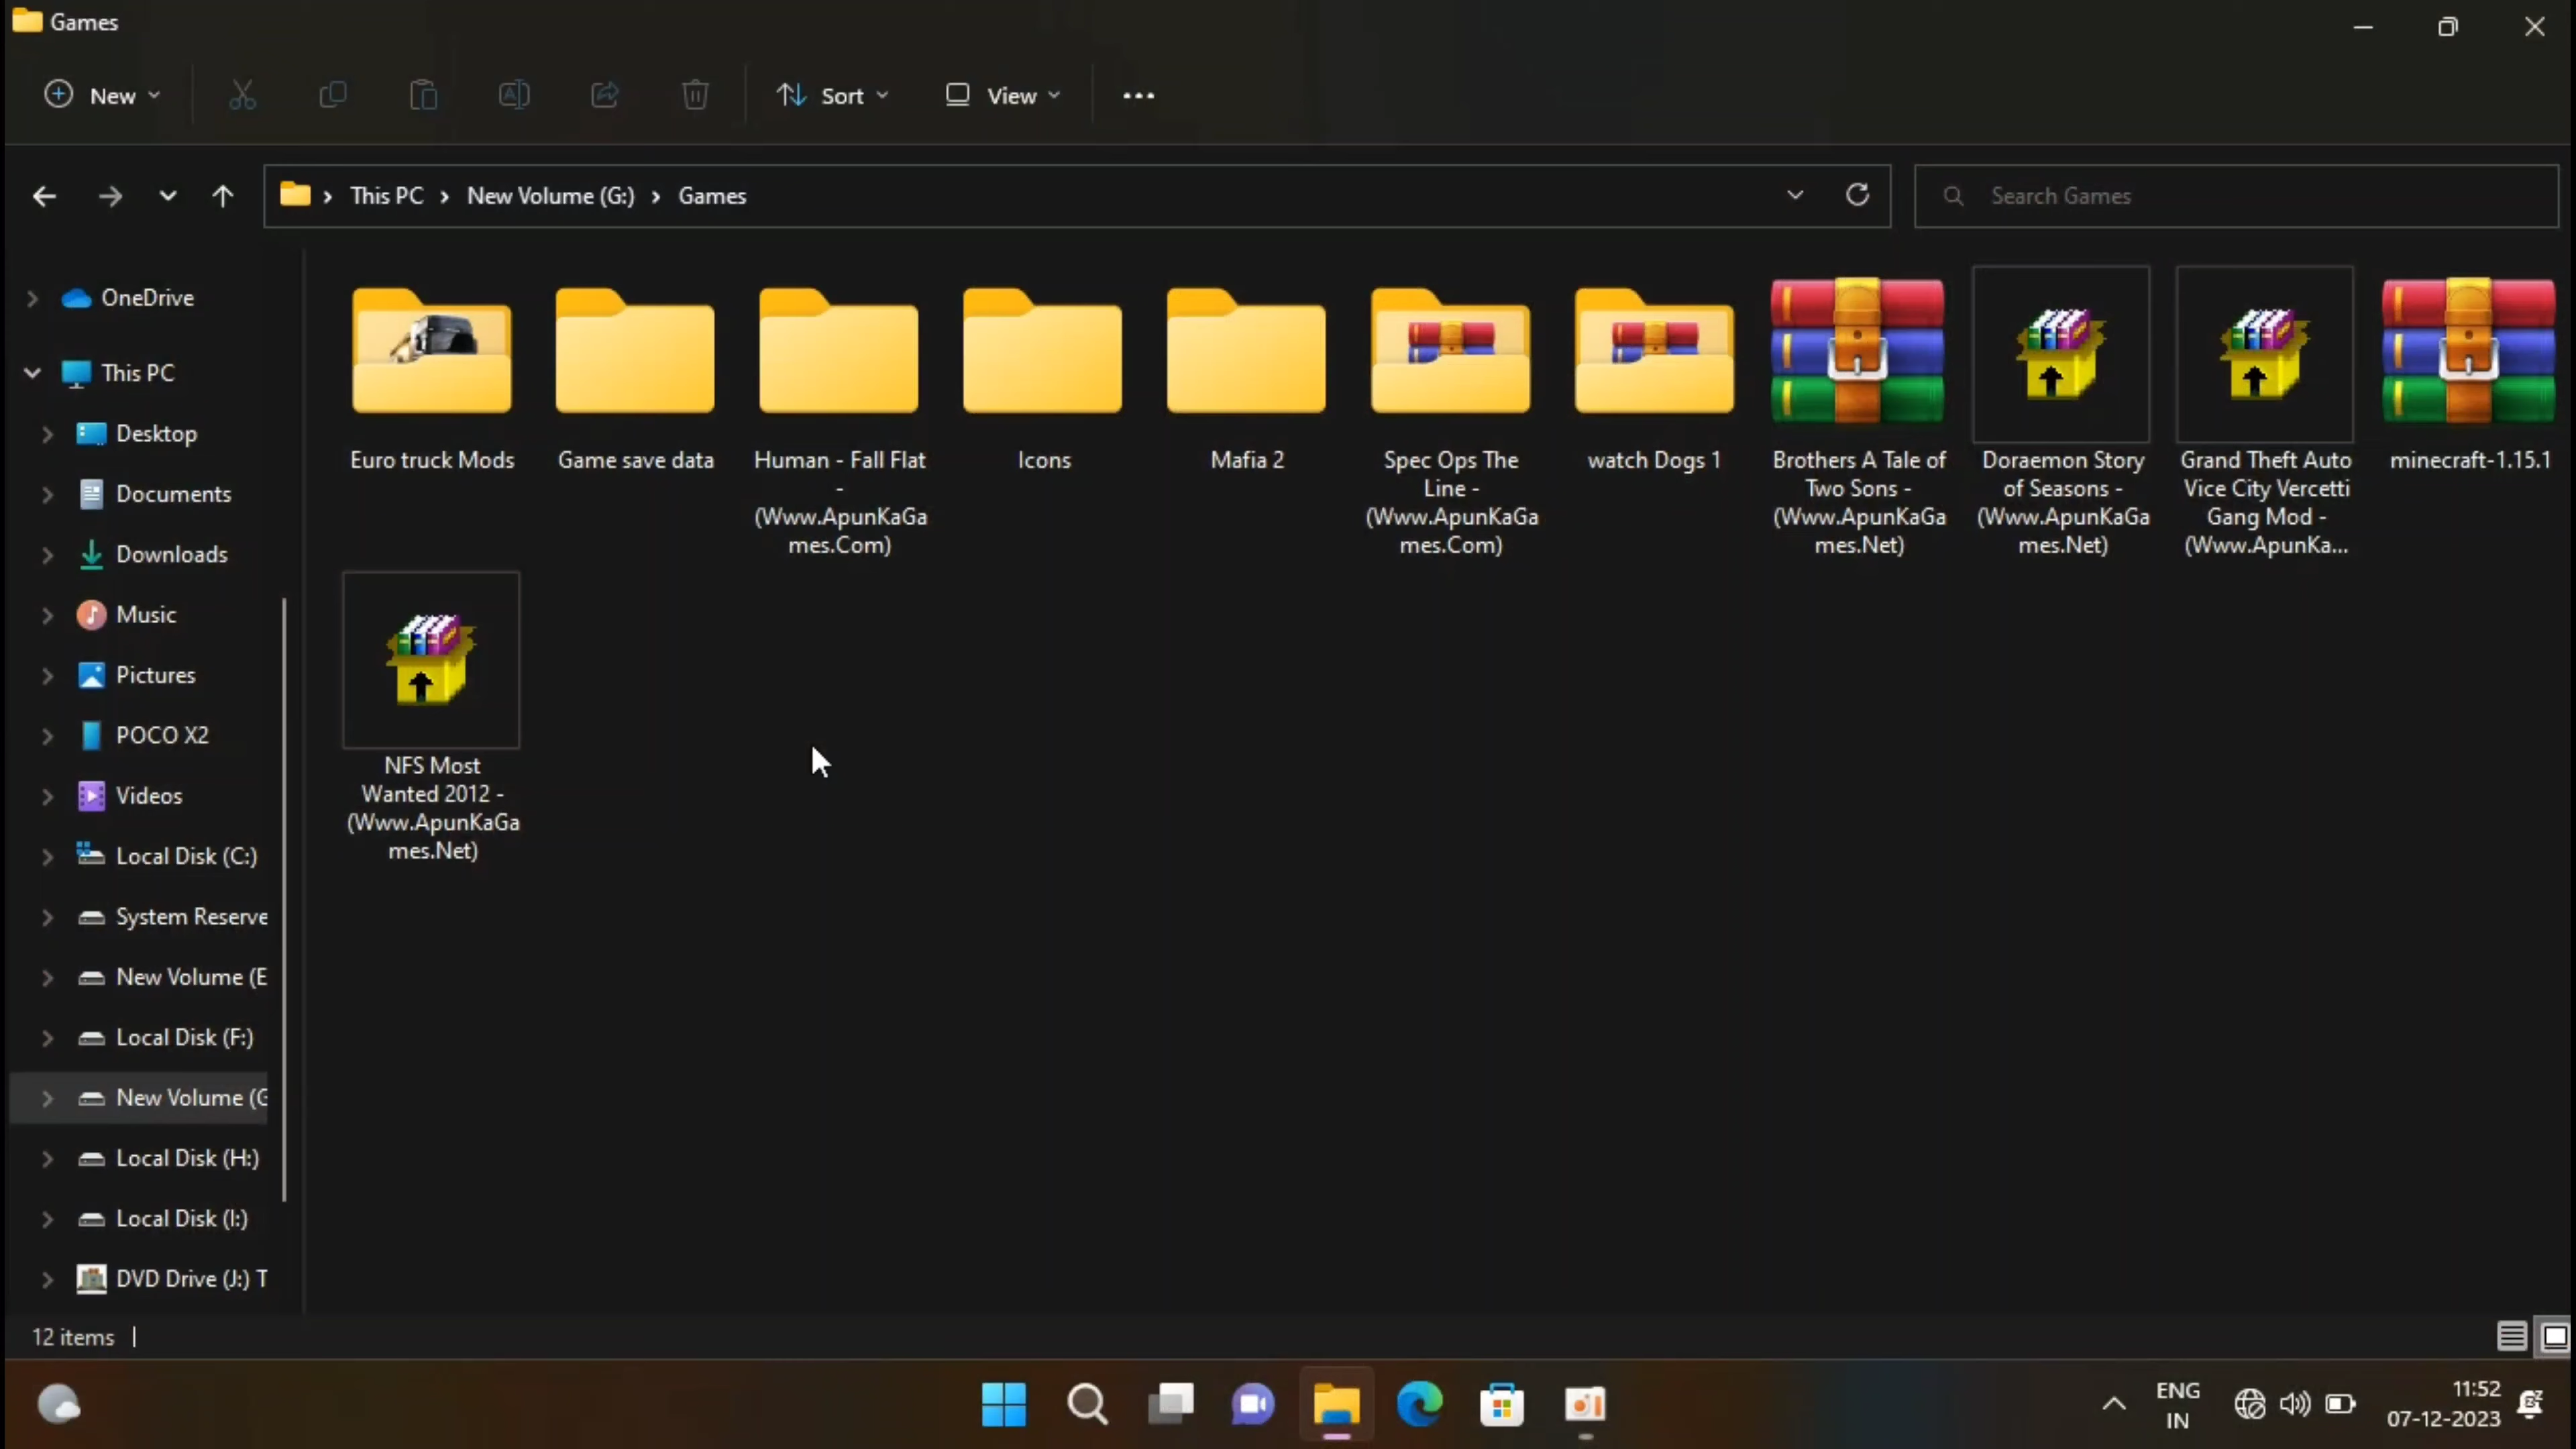 Games
New
Sort
View
This PC
New Volume (G:)
Games
Search Games
OneDrive
This PC
Desktop
Documents
Downloads
Music
Pictures
POCO X2
Videos
Local Disk (C:)
System Reserve
New Volume (E
Local Disk (F:)
New Volume (G
Local Disk (H:)
Local Disk (I:)
DVD Drive (J:) T
Euro truck Mods
Game save data
Human - Fall Flat
-
(Www.ApunKaGa
mes.Com)
Icons
Mafia 2
Spec Ops The
Line -
(Www.ApunKaGa
mes.Com)
watch Dogs 1
Brothers A Tale of
Two Sons -
(Www.ApunKaGa
mes.Net)
Doraemon Story
of Seasons -
(Www.ApunKaGa
mes.Net)
Grand Theft Auto
Vice City Vercetti
Gang Mod -
(Www.ApunKa...
minecraft-1.15.1
NFS Most
Wanted 2012 -
(Www.ApunKaGa
mes.Net)
12 items
ENG
IN
11:52
07-12-2023